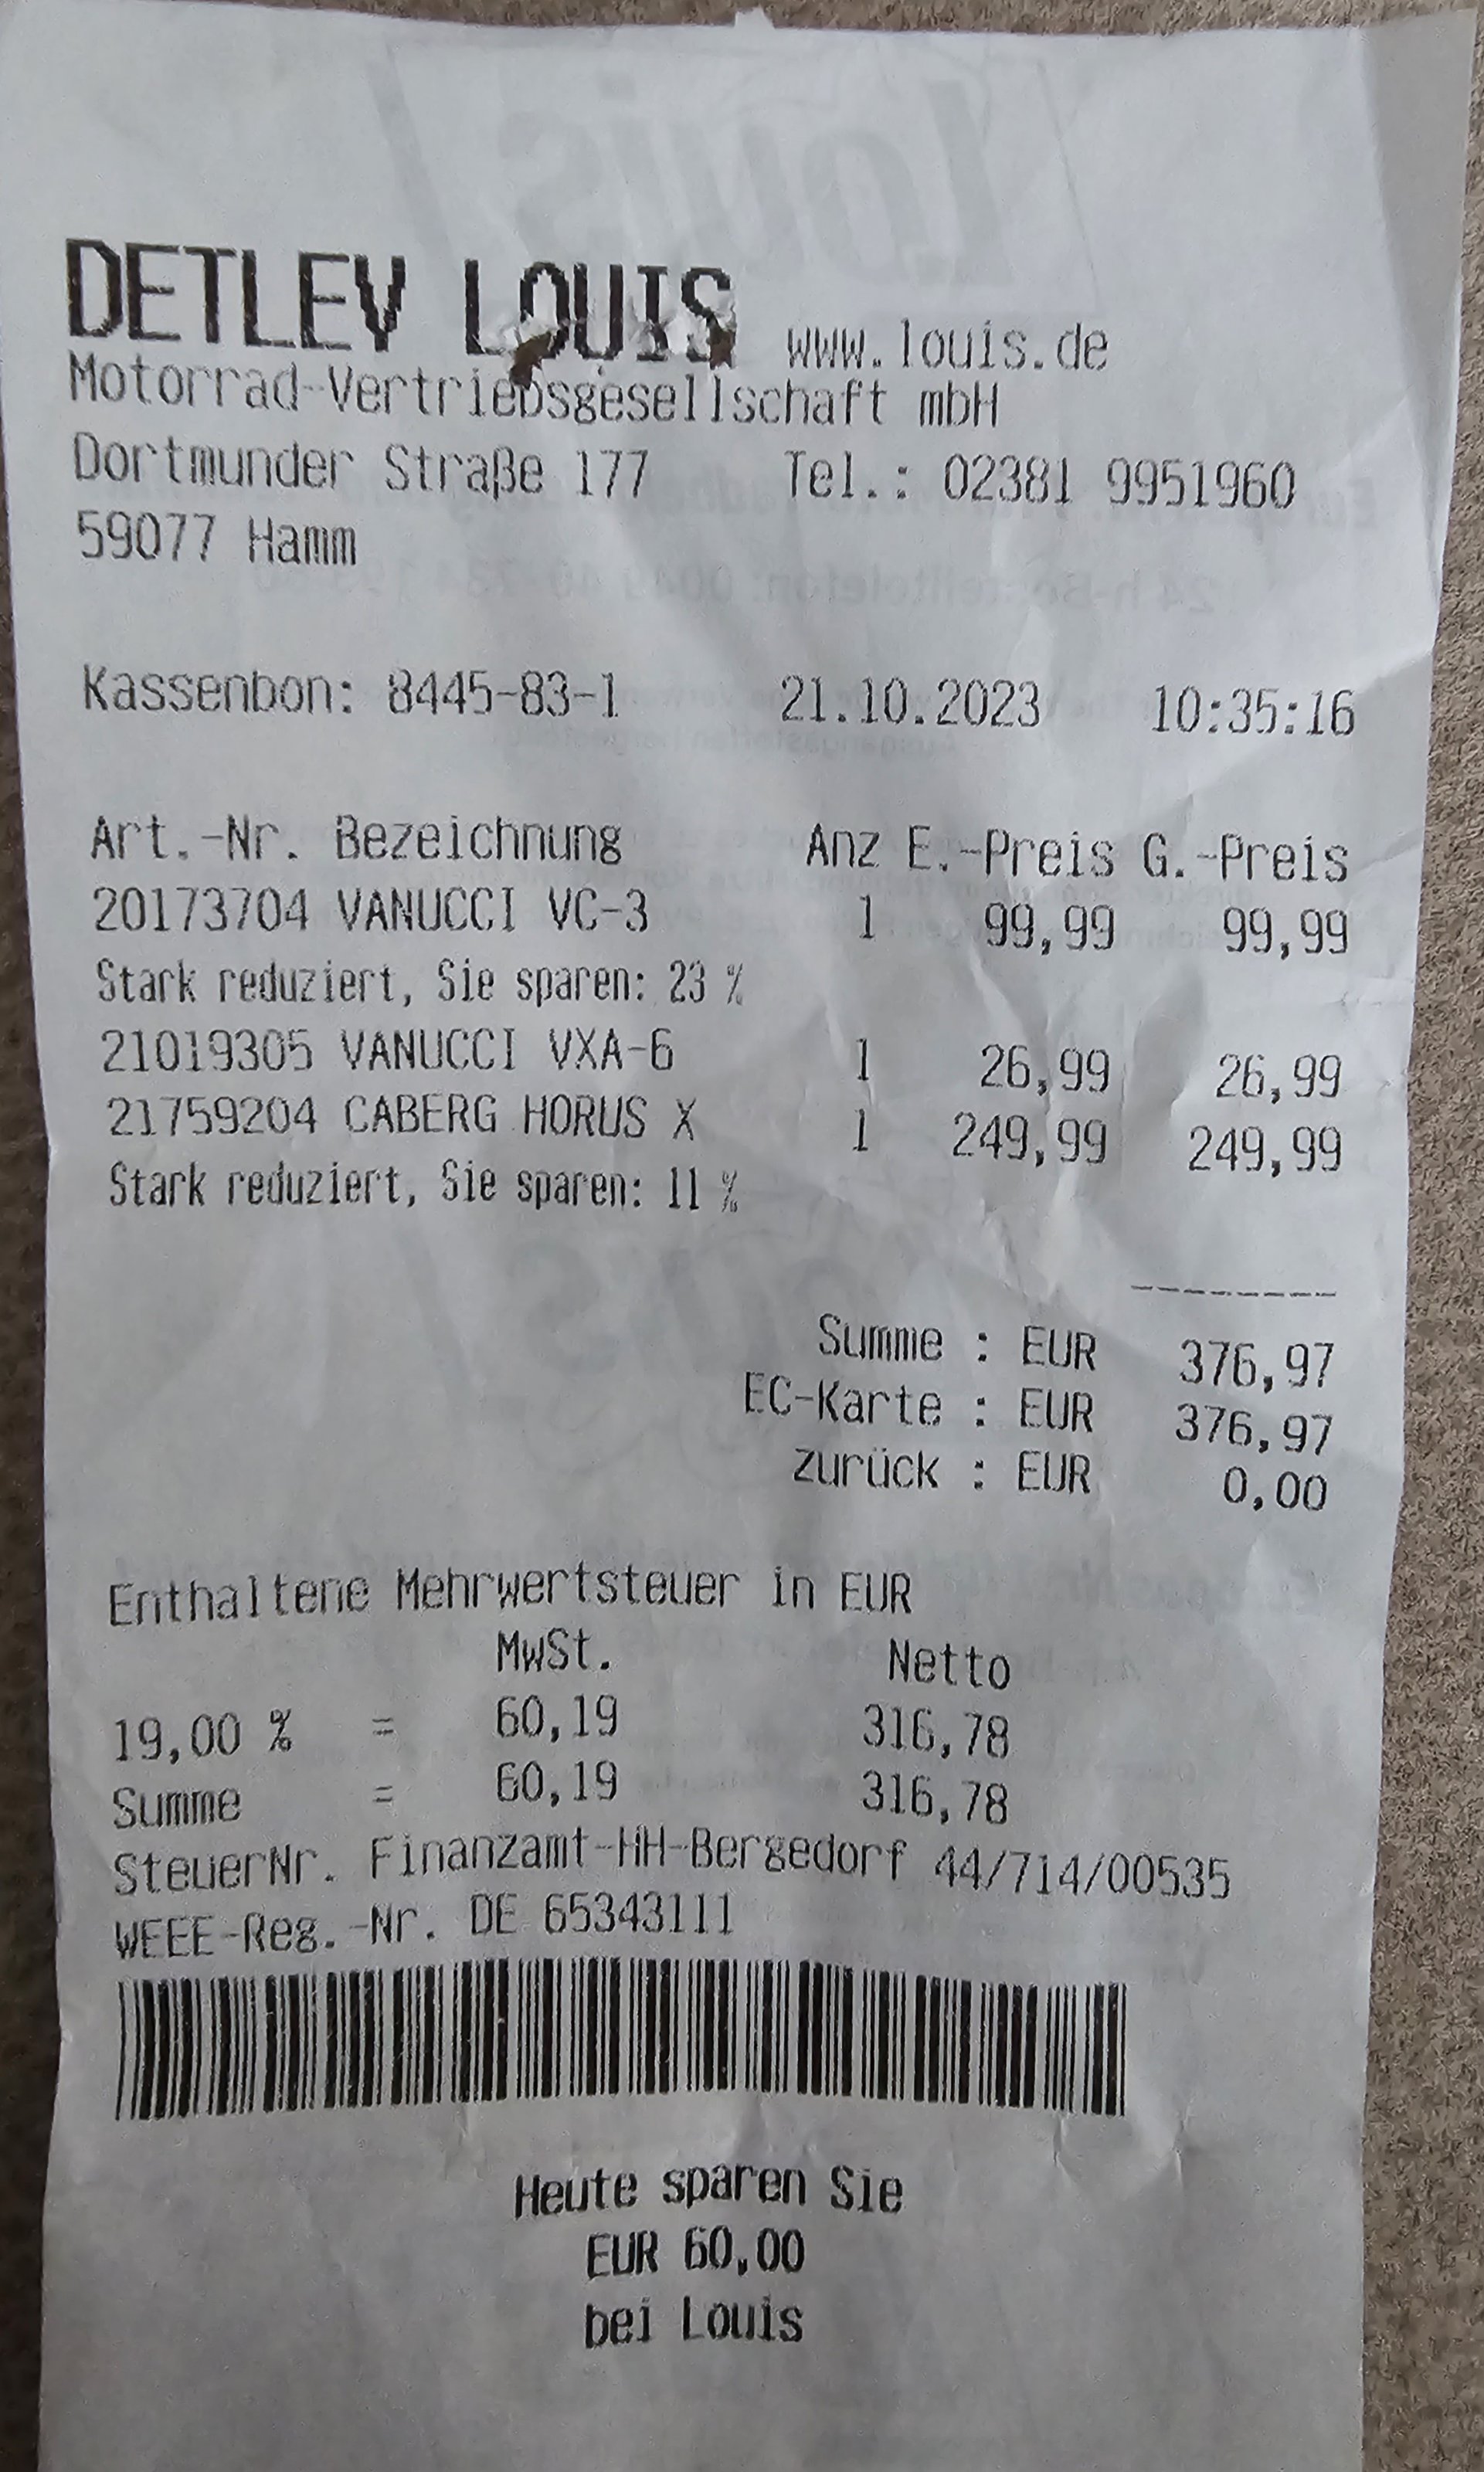 DETLEV LOUIS www.louis.de
Motorrad-Vertriebsgesellschaft mbH
Dortmunder Straße 177 Tel.: 02381 9951960
59077 Hamm
Kassenbon: 8445-83-1 21.10.2023 10:35:16
Art.-Nr. Bezeichnung Anz E.-Preis G.-Preis
20173704 VANUCCI VC-3 1 99,99 99,99
Stark reduziert, Sie sparen: 23 %
21019305 VANUCCI VXA-6 1 26,99 26,99
21759204 CABERG HORUS X 1 249,99 249,99
Stark reduziert, Sie sparen: 11 %
---------
Summe : EUR 376,97
EC-Karte : EUR 376,97
zurück : EUR 0,00
Enthaltene Mehrwertsteuer in EUR
MwSt. Netto
19,00 % = 60,19 316,78
Summe = 60,19 316,78
SteuerNr. Finanzamt-HH-Bergedorf 44/714/00535
WEEE-Reg.-Nr. DE 65343111
Heute sparen Sie
EUR 60,00
bei Louis